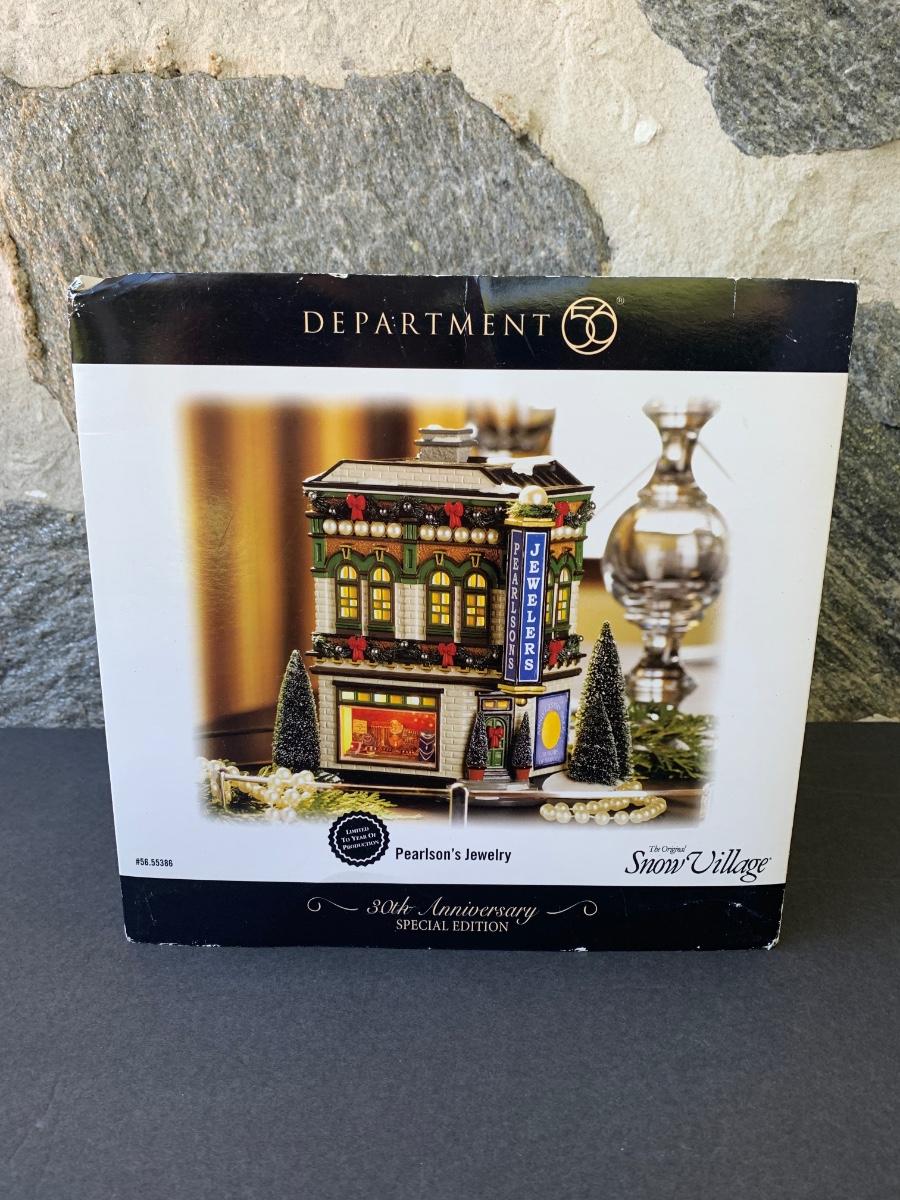 DEPARTMENT 56®
PEARLSONS
JEWELERS
LIMITED
TO YEAR OF
PRODUCTION
Pearlson's Jewelry
#56.55386
The Original
Snow Village®
30th Anniversary
SPECIAL EDITION